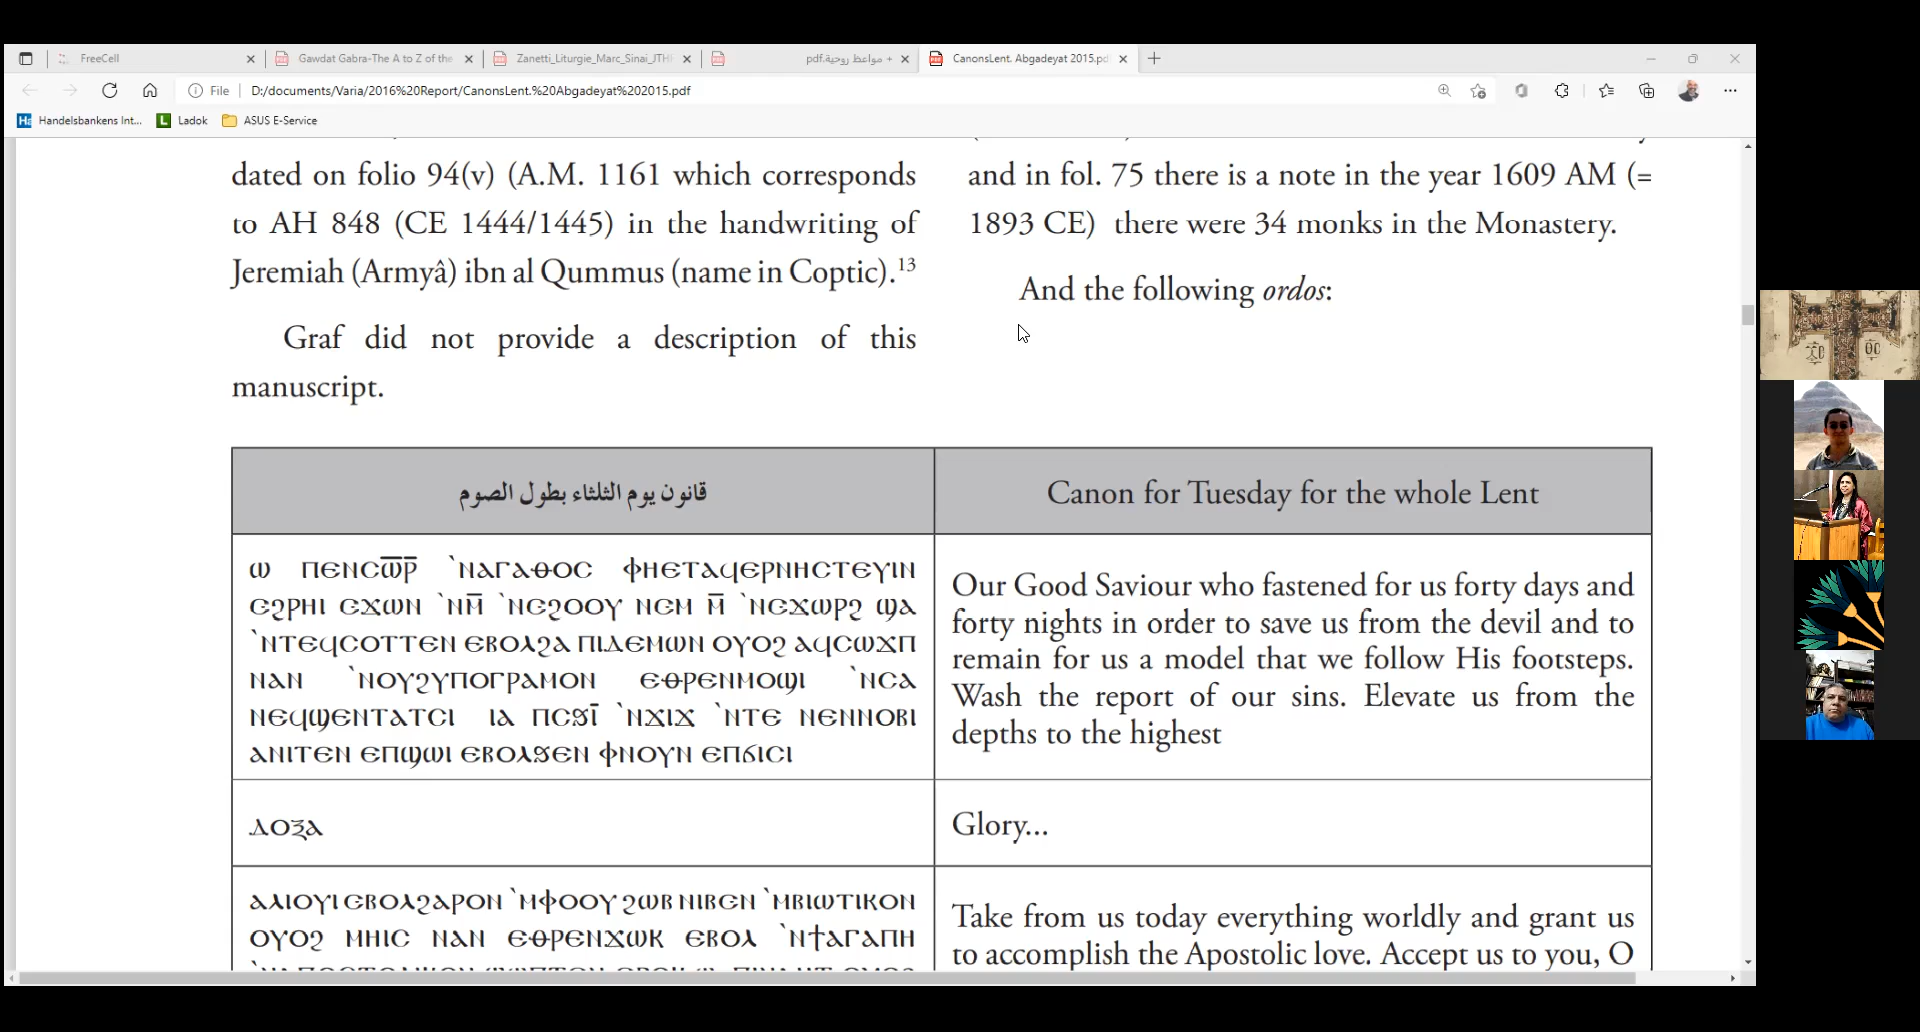 FreeCell
Gawdat Gabra-The A to Z of the
Zanetti_Liturgie_Marc_Sinai_JTHF
مواعظ روحية.pdf +
CanonsLent. Abgadeyat 2015.pd
File D:/documents/Varia/2016%20Report/CanonsLent.%20Abgadeyat%202015.pdf
Handelsbankens Int... Ladok ASUS E-Service
dated on folio 94(v) (A.M. 1161 which corresponds
to AH 848 (CE 1444/1445) in the handwriting of
Jeremiah (Armyâ) ibn al Qummus (name in Coptic).13
Graf did not provide a description of this
manuscript.
and in fol. 75 there is a note in the year 1609 AM (=
1893 CE) there were 34 monks in the Monastery.
And the following ordos:
قانون يوم الثلثاء بطول الصوم
Canon for Tuesday for the whole Lent
ⲱ ⲡⲉⲛⲥⲱ̅ⲣ̅ ̀ⲛⲁⲅⲁⲑⲟⲥ ⲫⲏⲉⲧⲁϥⲉⲣⲛⲏⲥⲧⲉⲩⲓⲛ
ⲉϩⲣⲏⲓ ⲉϫⲱⲛ ̀ⲛⲙ̅ ̀ⲛⲉϩⲟⲟⲩ ⲛⲉⲙ ⲙ̅ ̀ⲛⲉϫⲱⲣϩ ϣⲁ
̀ⲛⲧⲉϥⲥⲟⲧⲧⲉⲛ ⲉⲃⲟⲗϩⲁ ⲡⲓⲇⲉⲙⲱⲛ ⲟⲩⲟϩ ⲁϥⲥⲱϫⲡ
ⲛⲁⲛ ̀ⲛⲟⲩϩⲩⲡⲟⲅⲣⲁⲙⲟⲛ ⲉⲑⲣⲉⲛⲙⲟϣⲓ ̀ⲛⲥⲁ
ⲛⲉϥϣⲉⲛⲧⲁⲧⲥⲓ ⲓⲁ ⲡⲥϧⲓ̅ ̀ⲛϫⲓϫ ̀ⲛⲧⲉ ⲛⲉⲛⲛⲟⲃⲓ
ⲁⲛⲓⲧⲉⲛ ⲉⲡϣⲱⲓ ⲉⲃⲟⲗϧⲉⲛ ⲫⲛⲟⲩⲛ ⲉⲡϭⲓⲥⲓ
Our Good Saviour who fastened for us forty days and
forty nights in order to save us from the devil and to
remain for us a model that we follow His footsteps.
Wash the report of our sins. Elevate us from the
depths to the highest
ⲇⲟⲝⲁ
Glory...
ⲁⲗⲓⲟⲩⲓ ⲉⲃⲟⲗϩⲁⲣⲟⲛ ̀ⲙⲫⲟⲟⲩ ϩⲱⲃ ⲛⲓⲃⲉⲛ ̀ⲙⲃⲓⲱⲧⲓⲕⲟⲛ
ⲟⲩⲟϩ ⲙⲏⲓⲥ ⲛⲁⲛ ⲉⲑⲣⲉⲛϫⲱⲕ ⲉⲃⲟⲗ ̀ⲛϯⲁⲅⲁⲡⲏ
Take from us today everything worldly and grant us
to accomplish the Apostolic love. Accept us to you, O